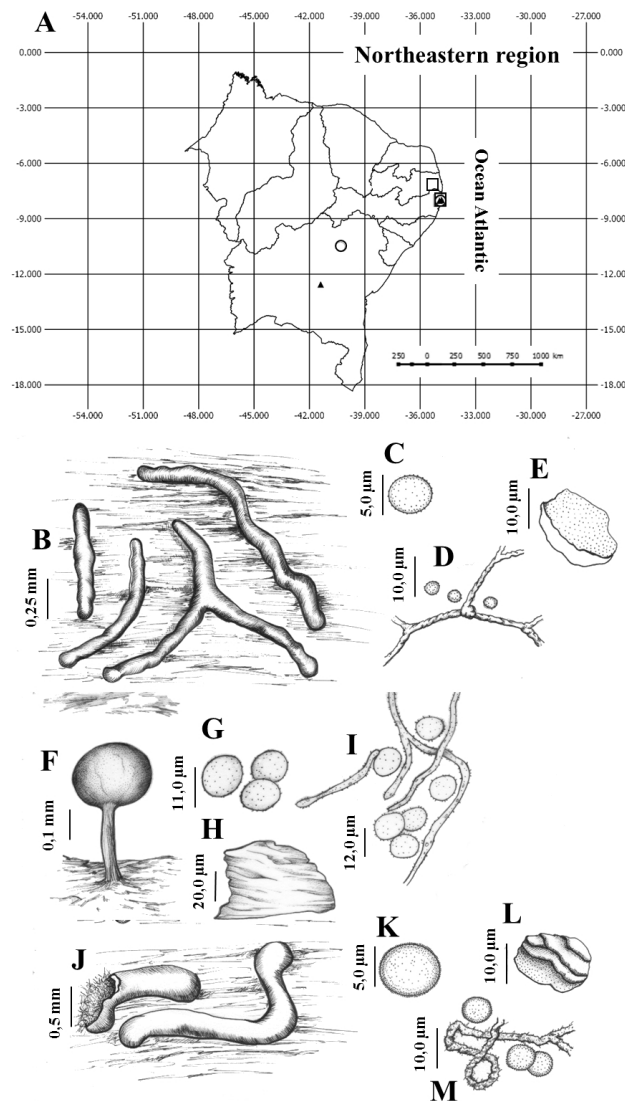 A
-54.000 -51.000 -48.000 -45.000 -42.000 -39.000 -36.000 -33.000 -30.000 -27.000
0.000 Northeastern region 0.000
-3.000 -3.000
-6.000 -6.000
Ocean Atlantic
-9.000 -9.000
-12.000 -12.000
-15.000 -15.000
250 0 250 500 750 1000 km
-18.000 -18.000
-54.000 -51.000 -48.000 -45.000 -42.000 -39.000 -36.000 -33.000 -30.000 -27.000
B
0,25 mm
C
5,0 µm
D
10,0 µm
E
10,0 µm
F
0,1 mm
G
11,0 µm
H
20,0 µm
I
12,0 µm
J
0,5 mm
K
5,0 µm
L
10,0 µm
10,0 µm
M